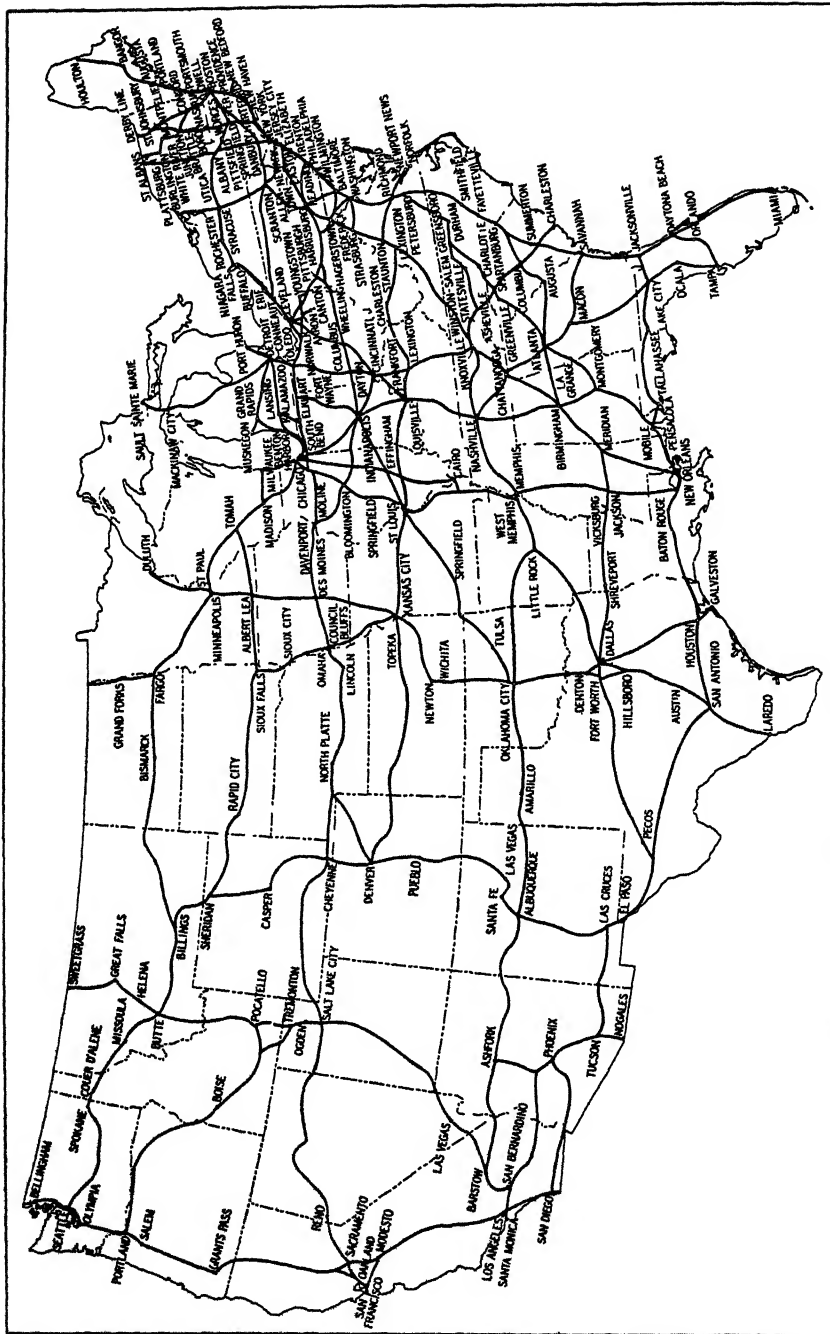 BELLINGHAM
SEATTLE
OLYMPIA
SPOKANE
COUER D'ALENE
PORTLAND
SALEM
GRANTS PASS
MISSOULA
HELENA
BUTTE
GREAT FALLS
SWEETGRASS
BILLINGS
SHERIDAN
CASPER
CHEYENNE
BOISE
POCATELLO
TREMONTON
OGDEN
SALT LAKE CITY
RENO
SACRAMENTO
OAKLAND
SAN FRANCISCO
MODESTO
LAS VEGAS
BARSTOW
SAN BERNARDINO
LOS ANGELES
SANTA MONICA
SAN DIEGO
ASHFORK
PHOENIX
TUCSON
NOGALES
SANTA FE
ALBUQUERQUE
LAS VEGAS
LAS CRUCES
EL PASO
DENVER
PUEBLO
GRAND FORKS
FARGO
BISMARCK
RAPID CITY
SIOUX FALLS
SIOUX CITY
NORTH PLATTE
LINCOLN
OMAHA
COUNCIL BLUFFS
TOPEKA
NEWTON
WICHITA
KANSAS CITY
OKLAHOMA CITY
TULSA
AMARILLO
DENTON
FORT WORTH
DALLAS
HILLSBORO
PECOS
AUSTIN
SAN ANTONIO
LAREDO
HOUSTON
GALVESTON
DULUTH
ST PAUL
MINNEAPOLIS
ALBERT LEA
TOMAH
MADISON
MILWAUKEE
DES MOINES
DAVENPORT
MOLINE
CHICAGO
BLOOMINGTON
SPRINGFIELD
ST LOUIS
EFFINGHAM
CAIRO
SPRINGFIELD
LITTLE ROCK
WEST MEMPHIS
MEMPHIS
SHREVEPORT
VICKSBURG
JACKSON
BATON ROUGE
NEW ORLEANS
SAULT SAINTE MARIE
MACKINAW CITY
MUSKEGON
GRAND RAPIDS
LANSING
KALAMAZOO
BENTON HARBOR
PORT HURON
DETROIT
SOUTH BEND
ELKHART
FORT WAYNE
INDIANAPOLIS
TOLEDO
NORWALK
CLEVELAND
CONNEAUT
AKRON
CANTON
YOUNGSTOWN
COLUMBUS
DAYTON
CINCINNATI
WHEELING
LOUISVILLE
FRANKFORT
LEXINGTON
NASHVILLE
KNOXVILLE
CHATTANOOGA
BIRMINGHAM
MERIDIAN
MOBILE
MONTGOMERY
LA GRANGE
ATLANTA
MACON
AUGUSTA
SAVANNAH
PENSACOLA
TALLAHASSEE
LAKE CITY
JACKSONVILLE
DAYTONA BEACH
ORLANDO
OCALA
TAMPA
MIAMI
ASHEVILLE
GREENVILLE
SPARTANBURG
COLUMBIA
CHARLOTTE
SUMMERTON
CHARLESTON
STATESVILLE
WINSTON-SALEM
GREENSBORO
DURHAM
SMITHFIELD
FAYETTEVILLE
CHARLESTON
STAUNTON
LEXINGTON
STRASBURG
PETERSBURG
RICHMOND
NEWPORT NEWS
NORFOLK
WASHINGTON
BALTIMORE
FREDERICK
HAGERSTOWN
HARRISBURG
PITTSBURGH
ERIE
BUFFALO
NIAGARA FALLS
ROCHESTER
SYRACUSE
UTICA
ALBANY
SCRANTON
PHILADELPHIA
TRENTON
ELIZABETH
JERSEY CITY
NEW YORK
DANBURY
PITTSFIELD
NEW BEDFORD
PROVIDENCE
BOSTON
PORTSMOUTH
PORTLAND
AUGUSTA
BANGOR
HOULTON
DERBY LINE
ST JOHNSBURY
ST ALBANS
PLATTSBURG
BURLINGTON